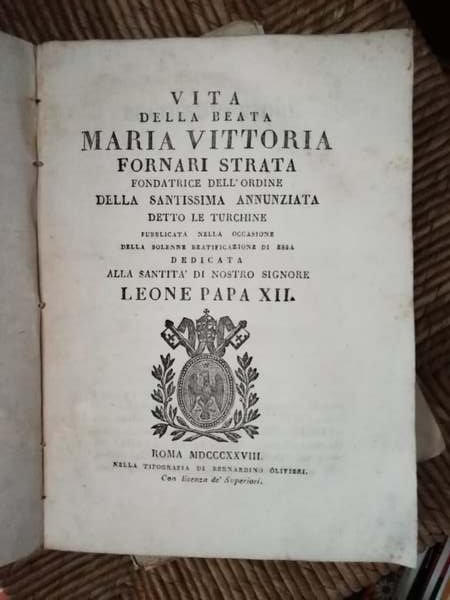 VITA
DELLA BEATA
MARIA VITTORIA
FORNARI STRATA
FONDATRICE DELL' ORDINE
DELLA SANTISSIMA ANNUNZIATA
DETTO LE TURCHINE
PUBBLICATA NELLA OCCASIONE
DELLA SOLENNE BEATIFICAZIONE DI ESSA
DEDICATA
ALLA SANTITA' DI NOSTRO SIGNORE
LEONE PAPA XII.
ROMA MDCCCXXVIII.
NELLA TIPOGRAFIA DI BERNARDINO OLIVIERI.
Con licenza de' Superiori.